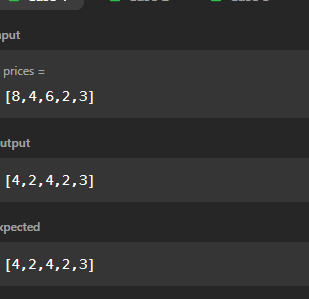 nput
prices =
[8,4,6,2,3]
utput
[4,2,4,2,3]
xpected
[4,2,4,2,3]